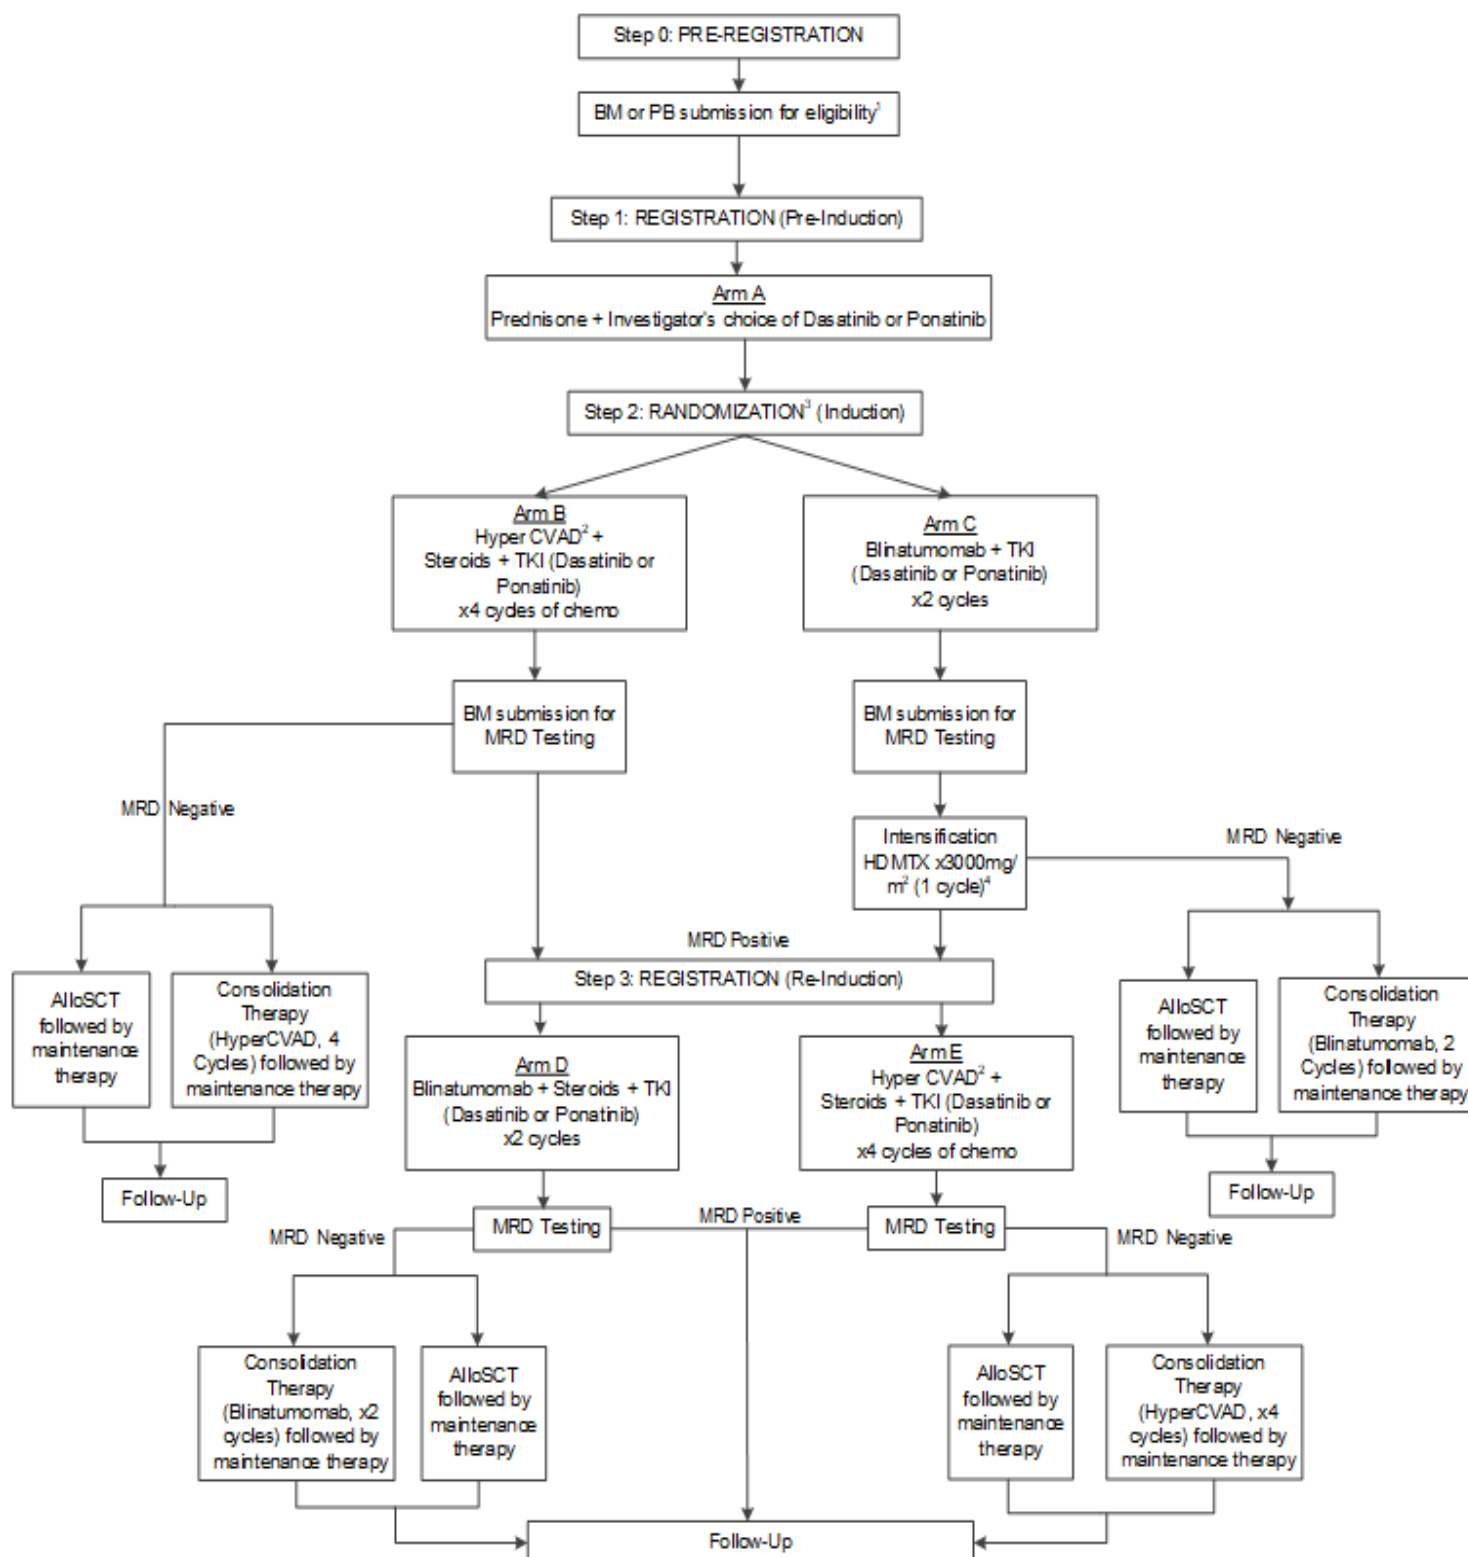 Step 0: PRE-REGISTRATION
BM or PB submission for eligibility¹
Step 1: REGISTRATION (Pre-Induction)
Arm A
Prednisone + Investigator's choice of Dasatinib or Ponatinib
Step 2: RANDOMIZATION³ (Induction)
Arm B
Hyper CVAD² +
Steroids + TKI (Dasatinib or
Ponatinib)
x4 cycles of chemo
Arm C
Blinatumomab + TKI
(Dasatinib or Ponatinib)
x2 cycles
BM submission for
MRD Testing
BM submission for
MRD Testing
MRD Negative
Intensification
HDMTX x3000mg/
m² (1 cycle)⁴
MRD Negative
MRD Positive
Step 3: REGISTRATION (Re-Induction)
AlloSCT
followed by
maintenance
therapy
Consolidation
Therapy
(HyperCVAD, 4
Cycles) followed by
maintenance therapy
Arm D
Blinatumomab + Steroids + TKI
(Dasatinib or Ponatinib)
x2 cycles
Arm E
Hyper CVAD² +
Steroids + TKI (Dasatinib or
Ponatinib)
x4 cycles of chemo
AlloSCT
followed by
maintenance
therapy
Consolidation
Therapy
(Blinatumomab, 2
Cycles) followed by
maintenance therapy
Follow-Up
Follow-Up
MRD Negative
MRD Testing
MRD Positive
MRD Testing
MRD Negative
Consolidation
Therapy
(Blinatumomab, x2
cycles) followed by
maintenance therapy
AlloSCT
followed by
maintenance
therapy
AlloSCT
followed by
maintenance
therapy
Consolidation
Therapy
(HyperCVAD, x4
cycles) followed by
maintenance therapy
Follow-Up